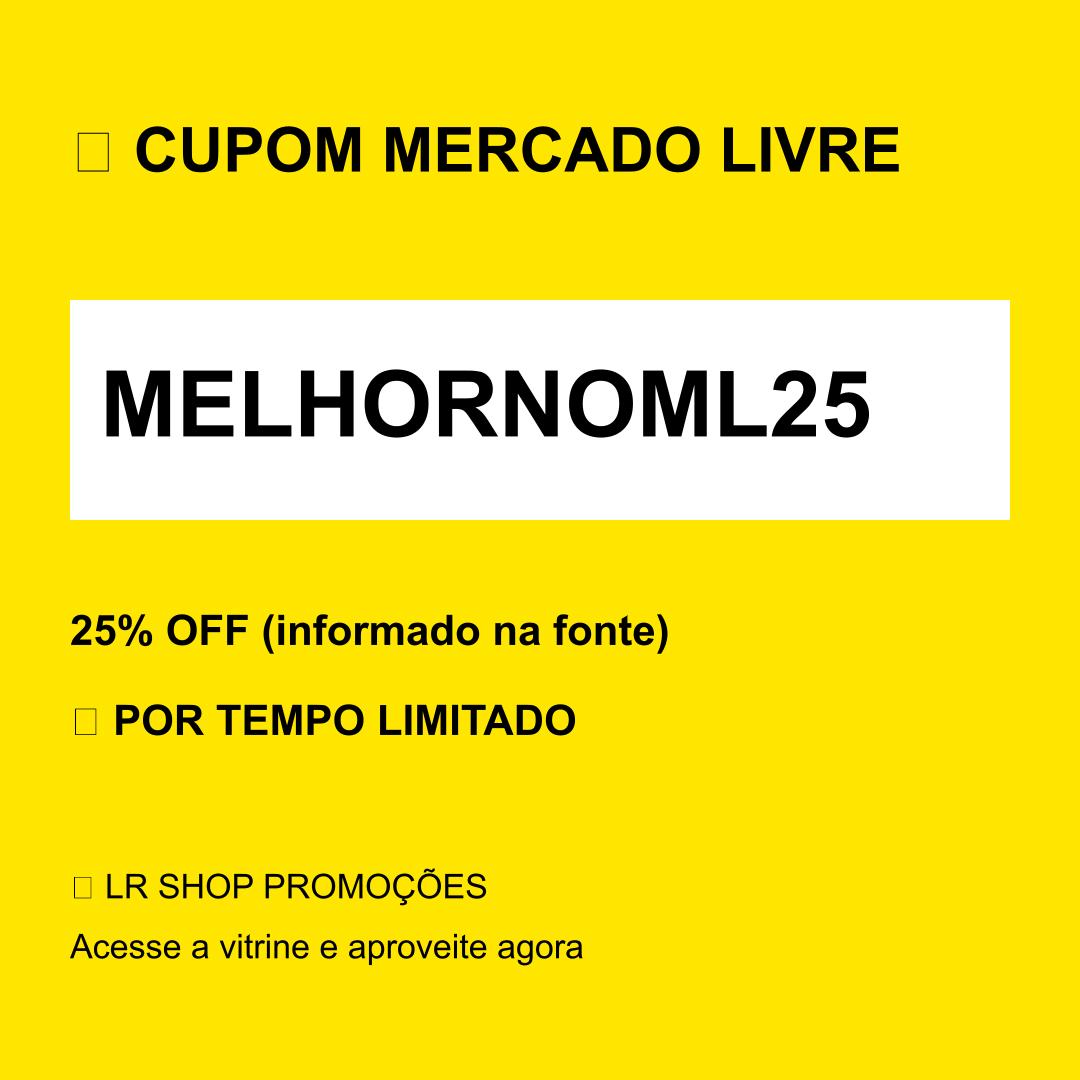 CUPOM MERCADO LIVRE
MELHORNOML25
25% OFF (informado na fonte)
POR TEMPO LIMITADO
LR SHOP PROMOÇÕES
Acesse a vitrine e aproveite agora